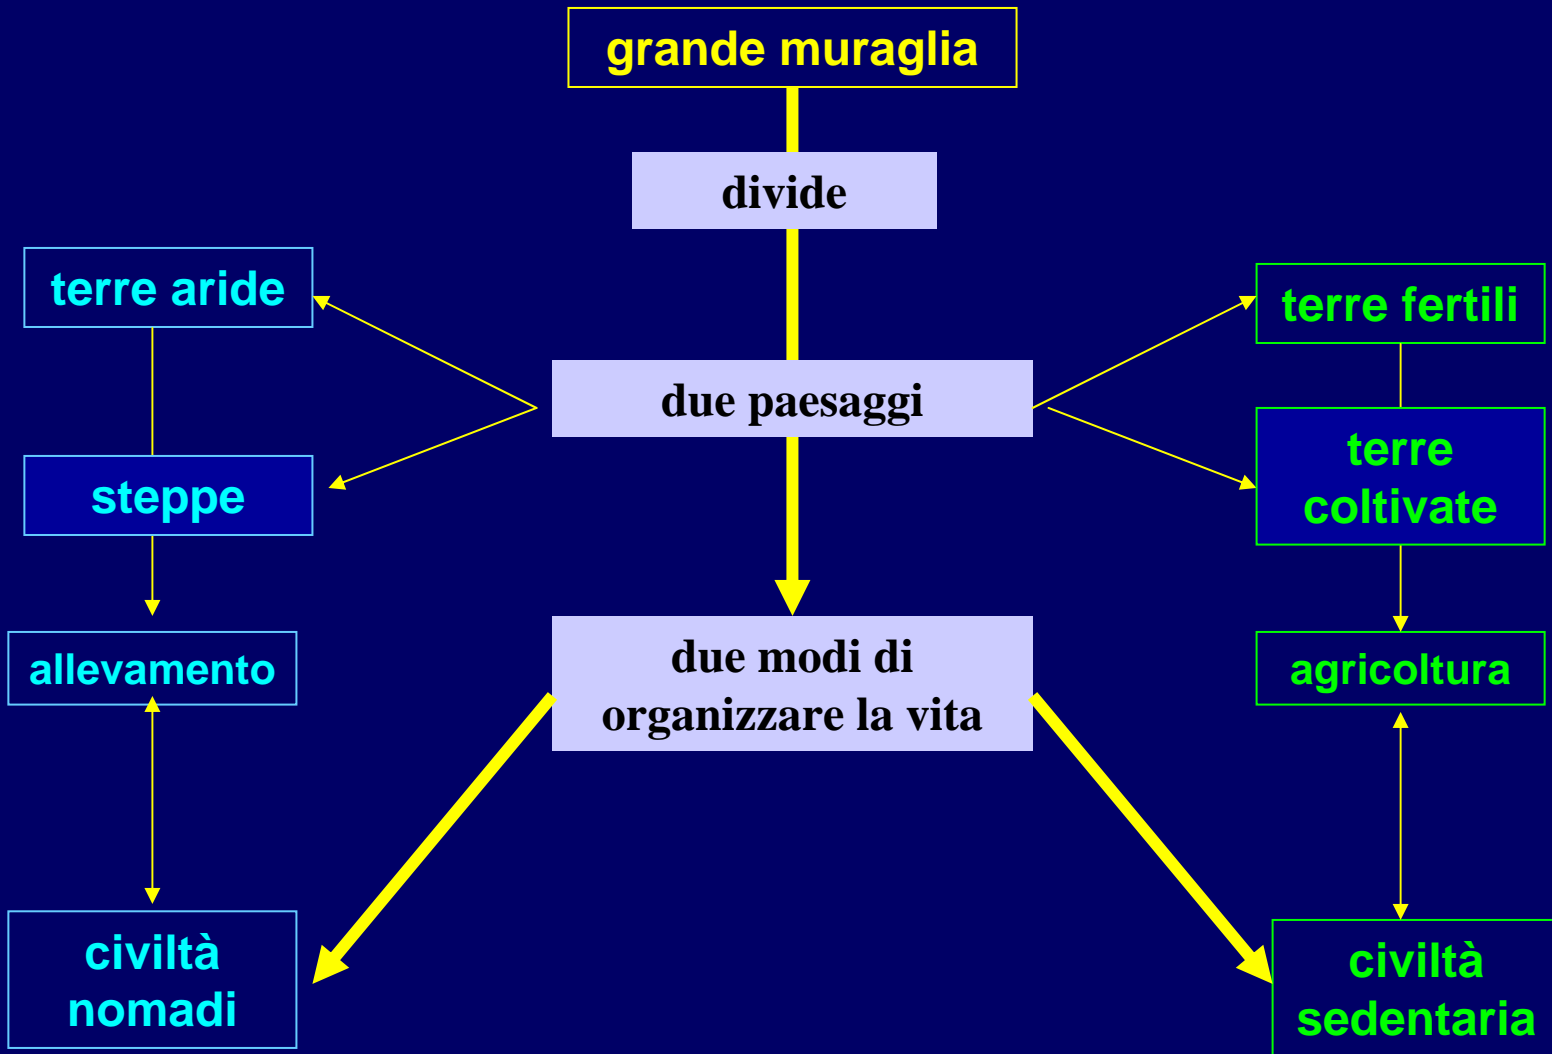 grande muraglia
divide
terre aride
terre fertili
due paesaggi
steppe
terre
coltivate
allevamento
due modi di
organizzare la vita
agricoltura
civiltà
nomadi
civiltà
sedentaria